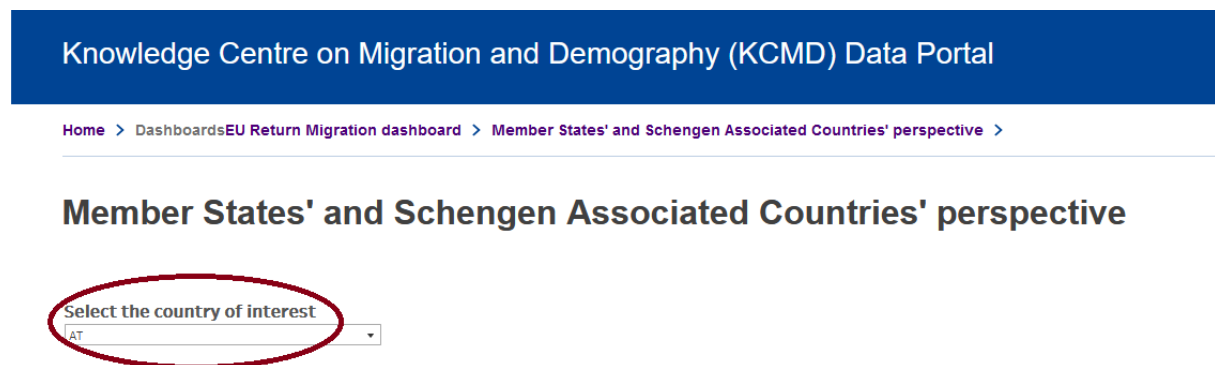 Knowledge Centre on Migration and Demography (KCMD) Data Portal
Home > DashboardsEU Return Migration dashboard > Member States' and Schengen Associated Countries' perspective >
Member States' and Schengen Associated Countries' perspective
Select the country of interest
AT